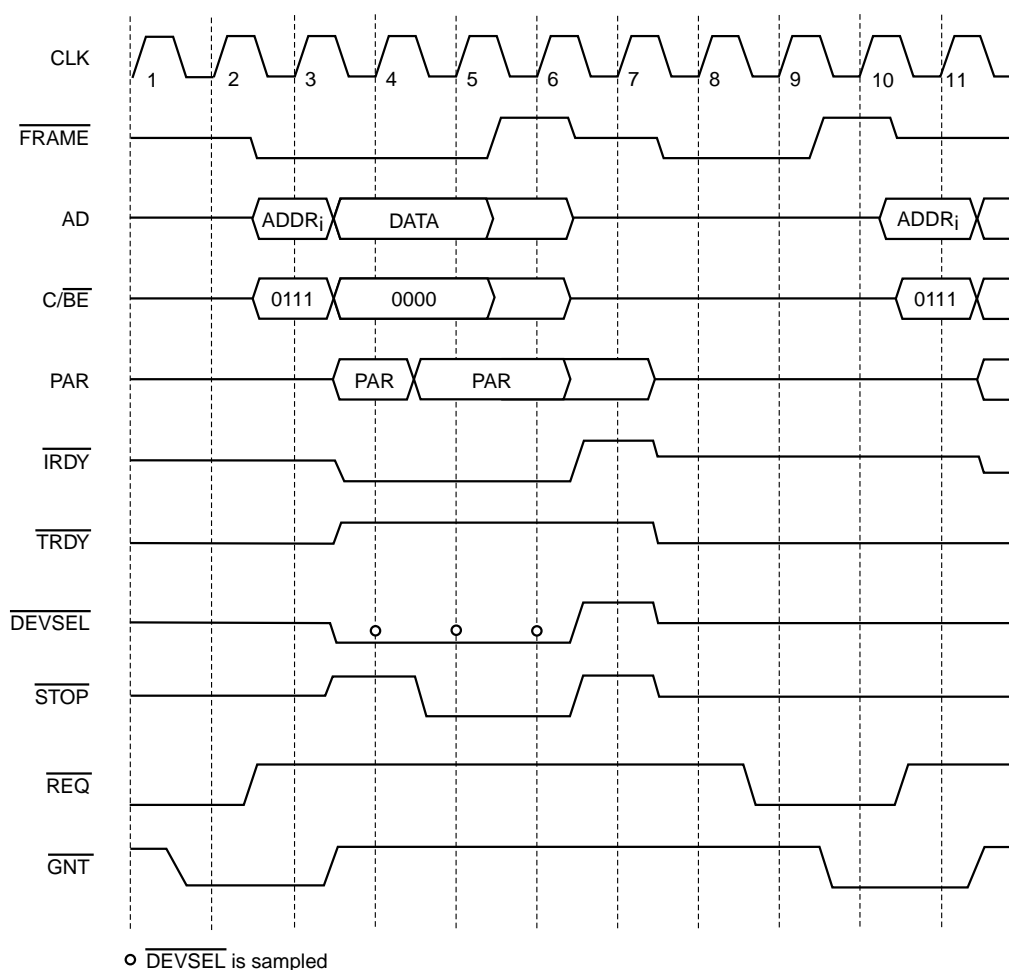 CLK
1 2 3 4 5 6 7 8 9 10 11
FRAME
AD ADDRi DATA ADDRi
C/BE 0111 0000 0111
PAR PAR PAR
IRDY
TRDY
DEVSEL
STOP
REQ
GNT
DEVSEL is sampled